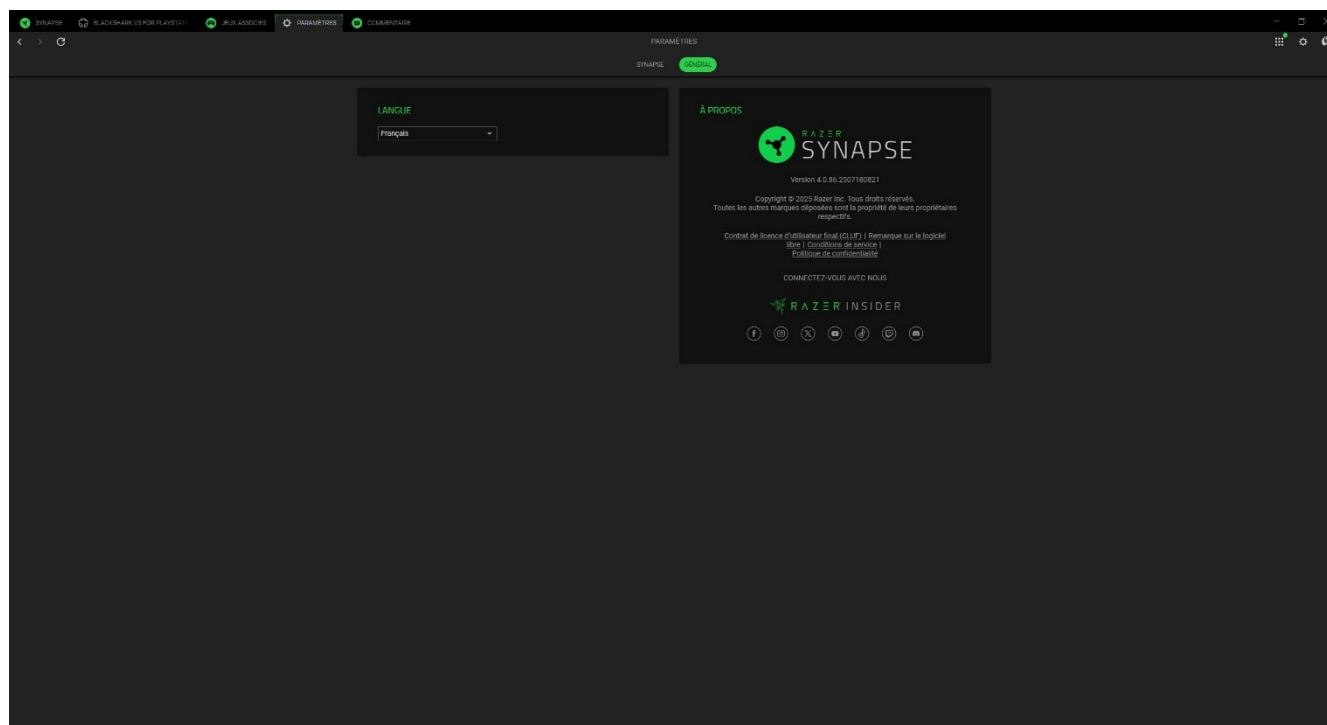 SYNAPSE
BLACKSHARK V3 FOR PLAYSTATI
JEUX ASSOCIÉS
PARAMÈTRES
COMMENTAIRE
PARAMÈTRES
SYNAPSE
GÉNÉRAL
LANGUE
Français
À PROPOS
RAZER
SYNAPSE
Version 4.0.86.2507180821
Copyright © 2025 Razer Inc. Tous droits réservés.
Toutes les autres marques déposées sont la propriété de leurs propriétaires
respectifs.
Contrat de licence d'utilisateur final (CLUF) | Remarque sur le logiciel
libre | Conditions de service |
Politique de confidentialité
CONNECTEZ-VOUS AVEC NOUS
RAZER INSIDER